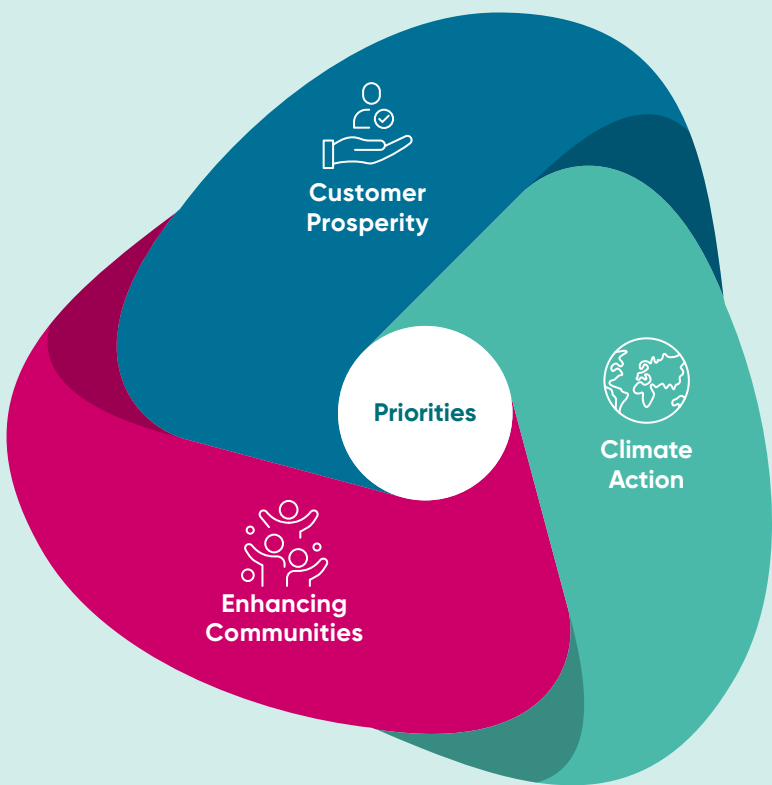 Customer
Prosperity
Priorities
Climate
Action
Enhancing
Communities